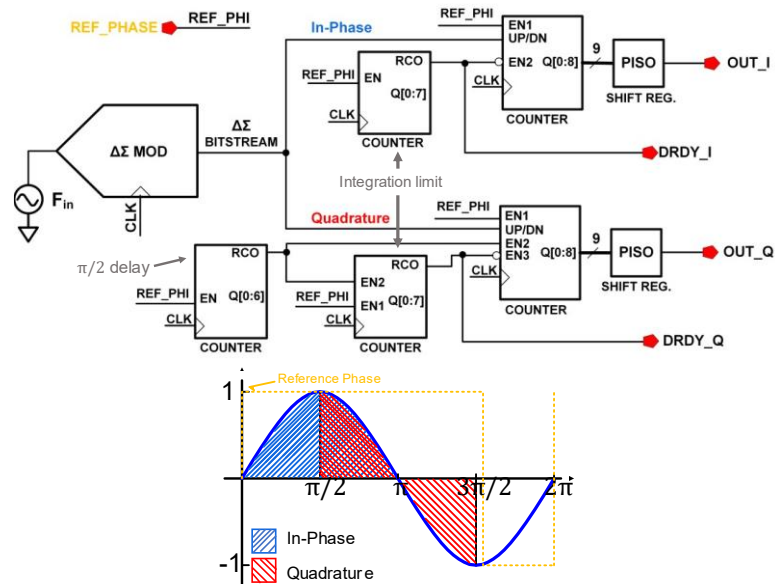 REF_PHASE REF_PHI
In-Phase
REF_PHI EN1
UP/DN
RCO EN2 Q[0:8] 9 PISO OUT_I
REF_PHI EN
Q[0:7] CLK
SHIFT REG.
CLK
COUNTER
COUNTER
ΔΣ MOD
ΔΣ
BITSTREAM
DRDY_I
Integration limit
Fin
CLK
Quadrature
REF_PHI EN1
UP/DN
EN2
EN3
Q[0:8] 9 PISO OUT_Q
π/2 delay
RCO
RCO
CLK
SHIFT REG.
REF_PHI EN Q[0:6]
EN2
REF_PHI EN1 Q[0:7]
CLK
CLK
COUNTER
COUNTER
COUNTER
DRDY_Q
Reference Phase
1
π/2 π 3π/2 2π
-1
In-Phase
Quadrature